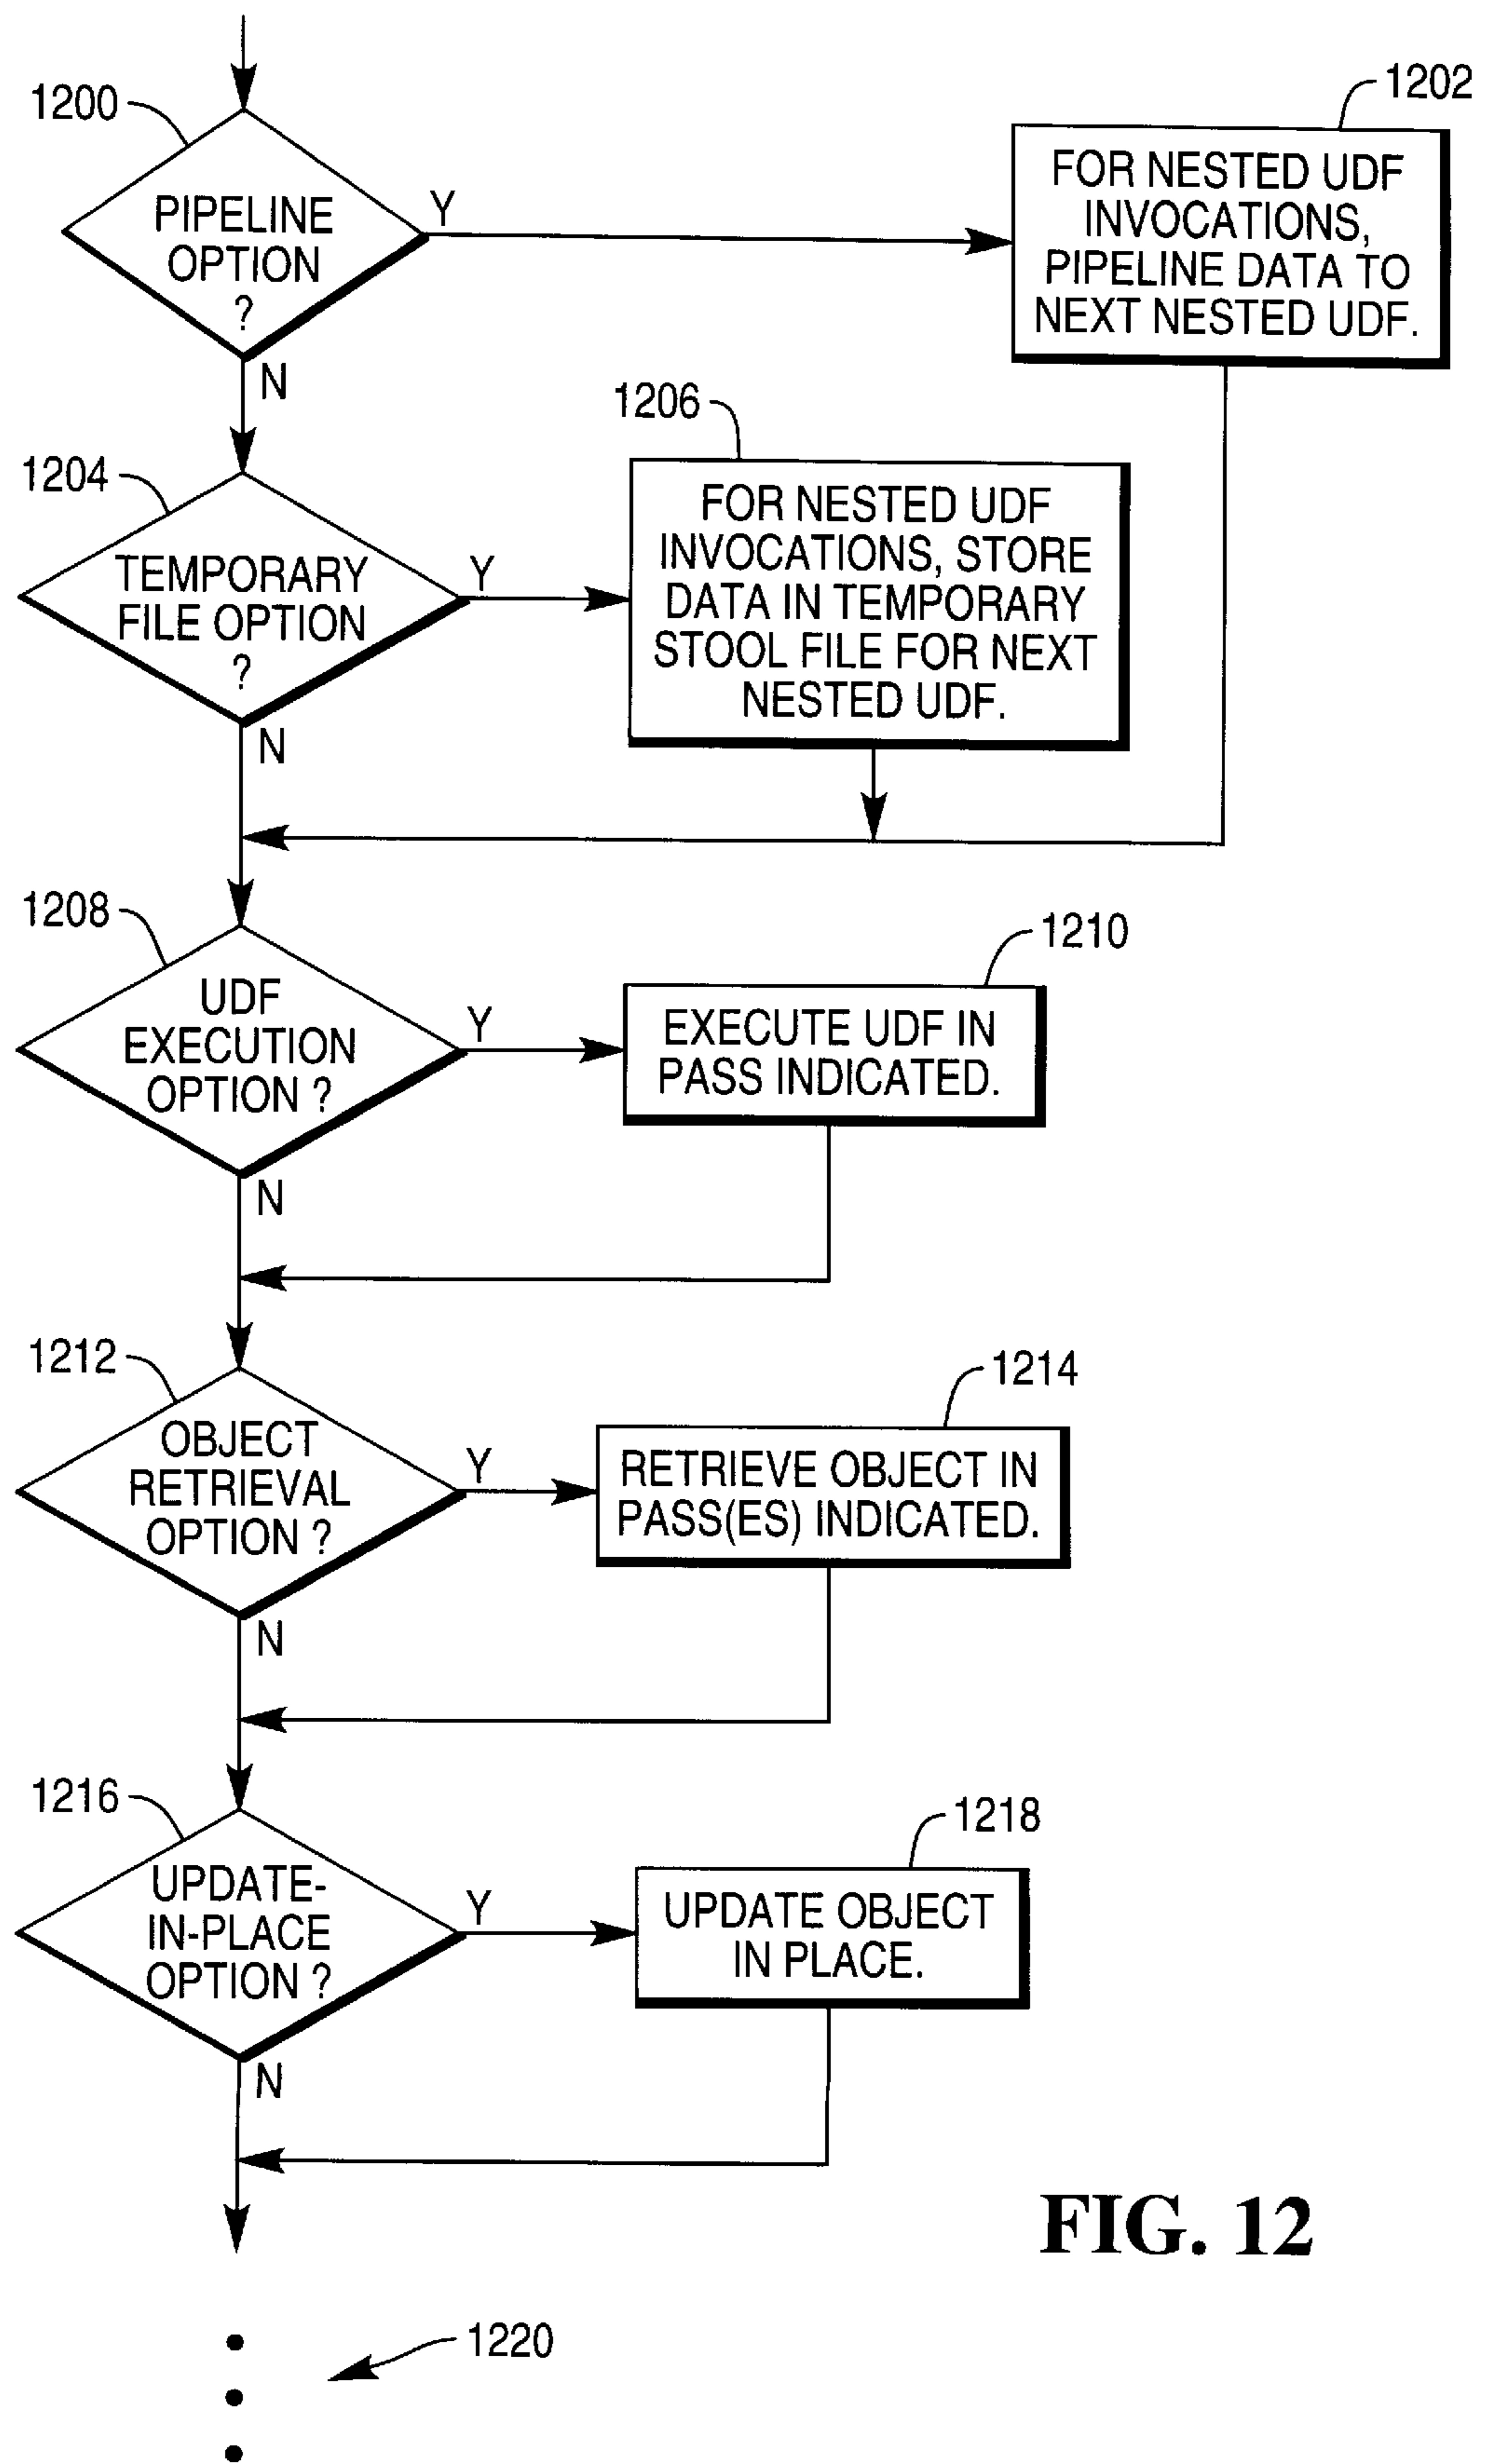 1200
PIPELINE
OPTION
?
Y
N
1202
FOR NESTED UDF
INVOCATIONS,
PIPELINE DATA TO
NEXT NESTED UDF.
1204
TEMPORARY
FILE OPTION
?
Y
N
1206
FOR NESTED UDF
INVOCATIONS, STORE
DATA IN TEMPORARY
STOOL FILE FOR NEXT
NESTED UDF.
1208
UDF
EXECUTION
OPTION ?
Y
N
1210
EXECUTE UDF IN
PASS INDICATED.
1212
OBJECT
RETRIEVAL
OPTION ?
Y
N
1214
RETRIEVE OBJECT IN
PASS(ES) INDICATED.
1216
UPDATE-
IN-PLACE
OPTION ?
Y
N
1218
UPDATE OBJECT
IN PLACE.
FIG. 12
1220